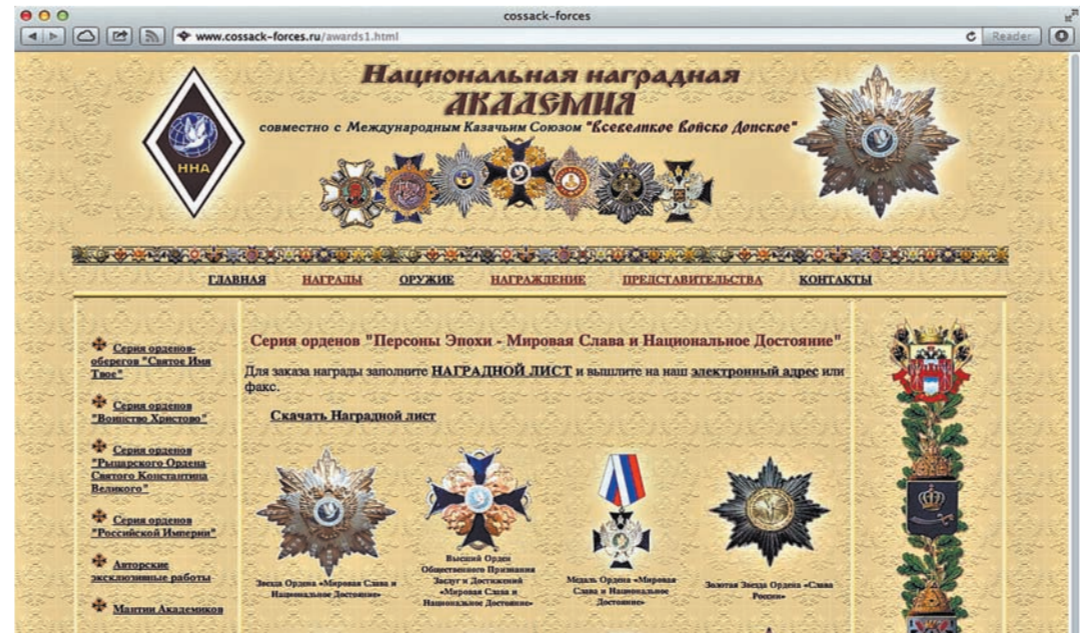 cossack-forces
www.cossack-forces.ru/awards1.html
Reader
Национальная наградная
АКАДЕМИЯ
совместно с Международным Казачьим Союзом "Всевеликое Войско Донское"
ННА
ГЛАВНАЯ НАГРАДЫ ОРУЖИЕ НАГРАЖДЕНИЕ ПРЕДСТАВИТЕЛЬСТВА КОНТАКТЫ
Серия орденов-
оберегов "Святое Имя
Твое"
Серия орденов
"Воинство Христово"
Серия орденов
"Рыцарского Ордена
Святого Константина
Великого"
Серия орденов
"Российской Империи"
Авторские
эксклюзивные работы
Мантии Академиков
Серия орденов "Персоны Эпохи - Мировая Слава и Национальное Достояние"
Для заказа награды заполните НАГРАДНОЙ ЛИСТ и вышлите на наш электронный адрес или
факс.
Скачать Наградной лист
Звезда Ордена «Мировая Слава и
Национальное Достояние»
Высший Орден
Общественного Признания
Заслуг и Достижений
«Мировая Слава и
Национальное Достояние»
Медаль Ордена «Мировая
Слава и Национальное
Достояние»
Золотая Звезда Ордена «Слава
России»